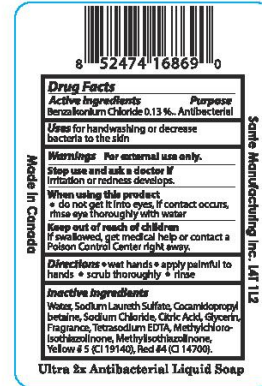 8 52474 16869 0
Drug Facts
Active Ingredients Purpose
Benzalkonium Chloride 0.13 %.. Antibacterial
Uses for handwashing or decrease
bacteria to the skin
Warnings For external use only.
Stop use and ask a doctor if
irritation or redness develops.
When using this product
• do not get it into eyes, if contact occurs,
rinse eye thoroughly with water
Keep out of reach of children
If swallowed, get medical help or contact a
Poison Control Center right away.
Directions • wet hands • apply palmful to
hands • scrub thoroughly • rinse
Inactive Ingredients
Water, Sodium Laureth Sulfate, Cocamidopropyl
betaine, Sodium Chloride, Citric Acid, Glycerin,
Fragrance, Tetrasodium EDTA, Methylchloro-
isothiazolinone, Methylisothiazolinone,
Yellow # 5 (CI 19140), Red #4 (CI 14700).
Made in Canada
Sante Manufacturing Inc. L4T 1L2
Ultra 2x Antibacterial Liquid Soap